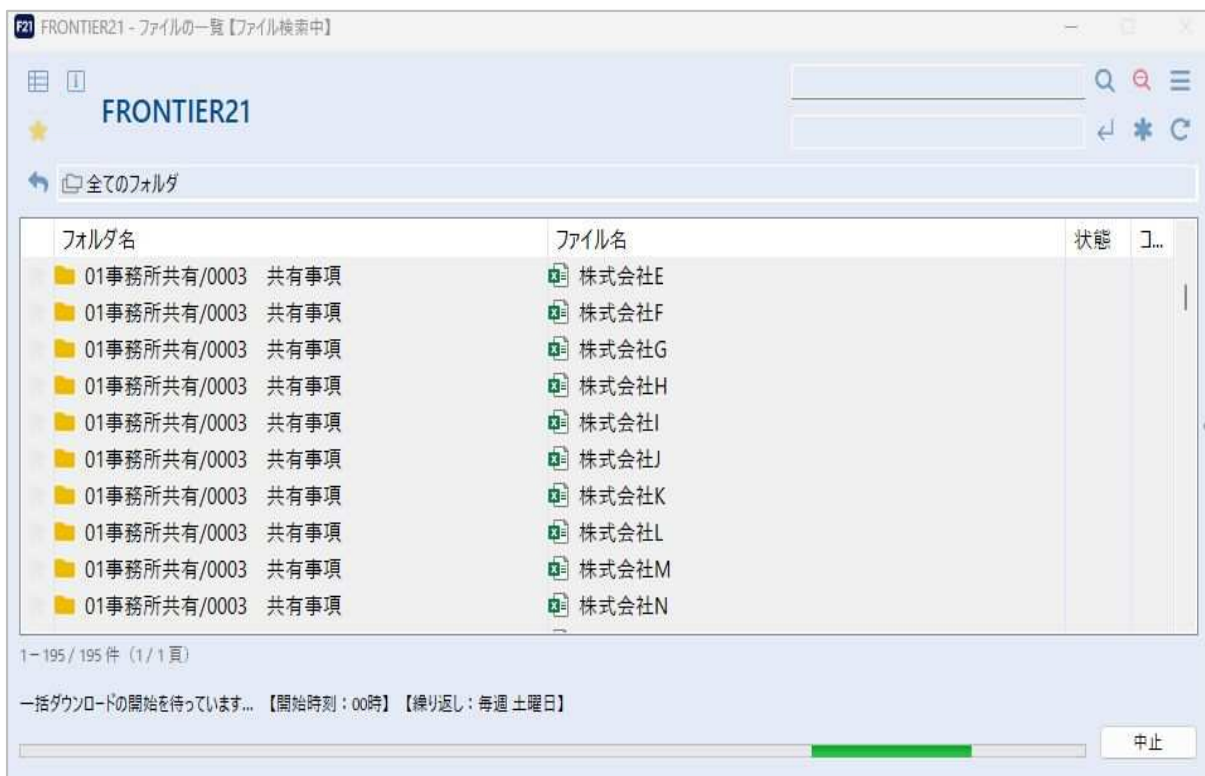 F21 FRONTIER21 - ファイルの一覧【ファイル検索中】
FRONTIER21
全てのフォルダ
フォルダ名 ファイル名 状態 コ...
01事務所共有/0003　共有事項 株式会社E
01事務所共有/0003　共有事項 株式会社F
01事務所共有/0003　共有事項 株式会社G
01事務所共有/0003　共有事項 株式会社H
01事務所共有/0003　共有事項 株式会社I
01事務所共有/0003　共有事項 株式会社J
01事務所共有/0003　共有事項 株式会社K
01事務所共有/0003　共有事項 株式会社L
01事務所共有/0003　共有事項 株式会社M
01事務所共有/0003　共有事項 株式会社N
1－195 / 195 件（1 / 1 頁）
一括ダウンロードの開始を待っています... 【開始時刻：00時】【繰り返し：毎週 土曜日】
中止